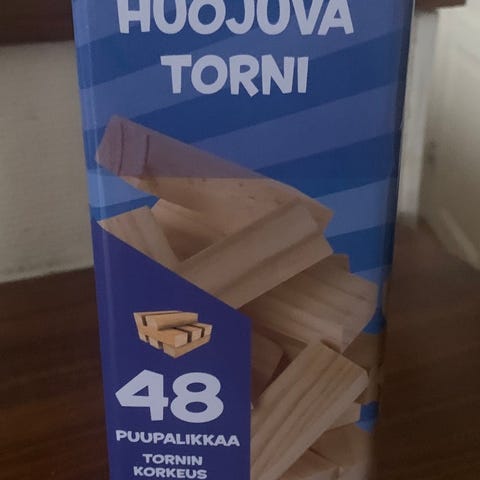 HUOJUVA
TORNI
48
PUUPALIKKAA
TORNIN
KORKEUS